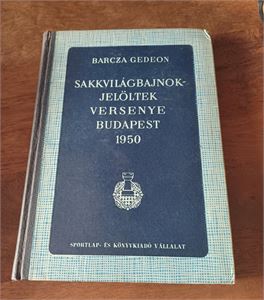 BARCZA GEDEON
SAKKVILÁGBAJNOK-
JELÖLTEK
VERSENYE
BUDAPEST
1950
SPORTLAP- ÉS KÖNYVKIADÓ VÁLLALAT